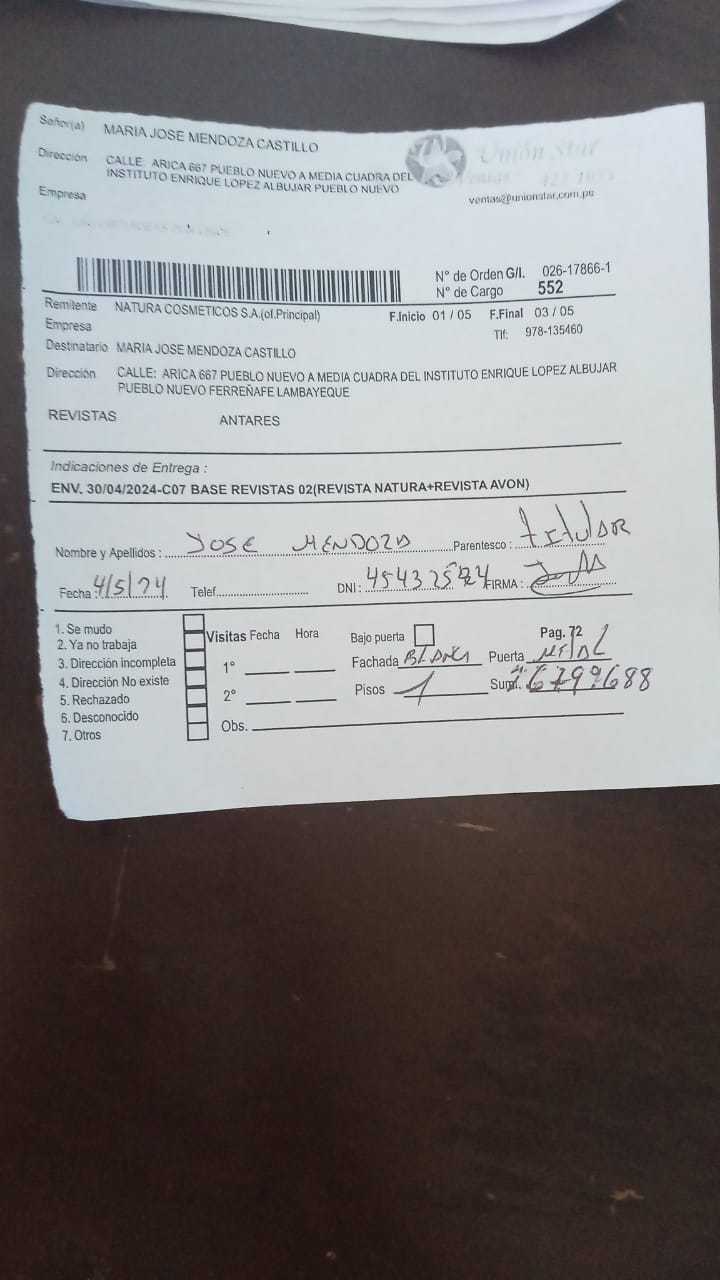 Señor(a) MARIA JOSE MENDOZA CASTILLO
Dirección CALLE: ARICA 667 PUEBLO NUEVO A MEDIA CUADRA DEL
INSTITUTO ENRIQUE LOPEZ ALBUJAR PUEBLO NUEVO
Empresa
Unión Star
ventas@unionstar.com.pe
N° de Orden G/I. 026-17866-1
N° de Cargo 552
Remitente NATURA COSMETICOS S.A.(of.Principal) F.Inicio 01 / 05 F.Final 03 / 05
Empresa Tlf: 978-135460
Destinatario MARIA JOSE MENDOZA CASTILLO
Dirección CALLE: ARICA 667 PUEBLO NUEVO A MEDIA CUADRA DEL INSTITUTO ENRIQUE LOPEZ ALBUJAR
PUEBLO NUEVO FERREÑAFE LAMBAYEQUE
REVISTAS ANTARES
Indicaciones de Entrega :
ENV. 30/04/2024-C07 BASE REVISTAS 02(REVISTA NATURA+REVISTA AVON)
Nombre y Apellidos : JOSE MENDOZA Parentesco : titular
Fecha : 4/5/24 Telef. DNI : FIRMA :
1. Se mudo
2. Ya no trabaja
3. Dirección incompleta
4. Dirección No existe
5. Rechazado
6. Desconocido
7. Otros
Visitas Fecha Hora
1°
2°
Obs.
Bajo puerta Pag. 72
Fachada BLANCA Puerta METAL
Pisos 1 Sum.